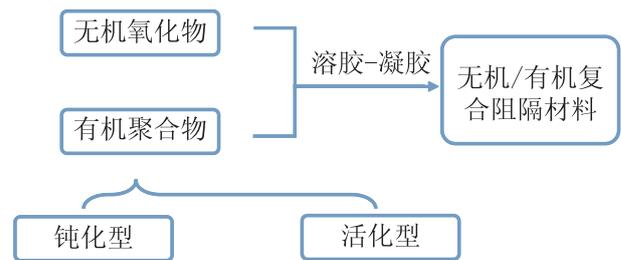 无机氧化物
溶胶-凝胶
无机/有机复
合阻隔材料
有机聚合物
钝化型
活化型